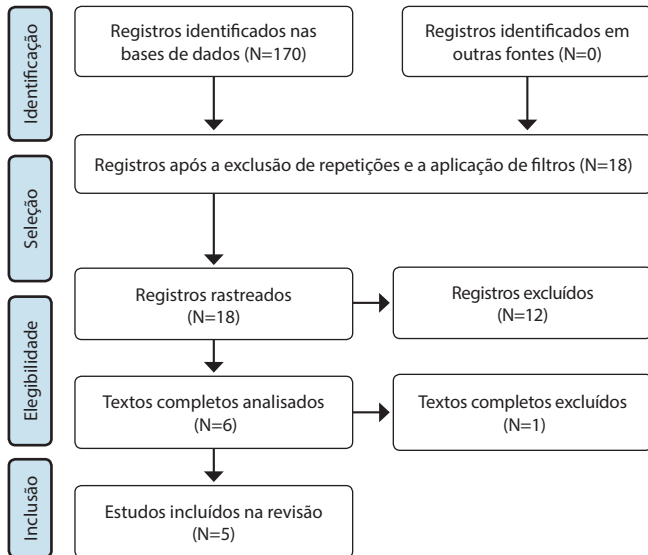 Identificação
Registros identificados nas
bases de dados (N=170)
Registros identificados em
outras fontes (N=0)
Seleção
Registros após a exclusão de repetições e a aplicação de filtros (N=18)
Registros rastreados
(N=18)
Registros excluídos
(N=12)
Elegibilidade
Textos completos analisados
(N=6)
Textos completos excluídos
(N=1)
Inclusão
Estudos incluídos na revisão
(N=5)